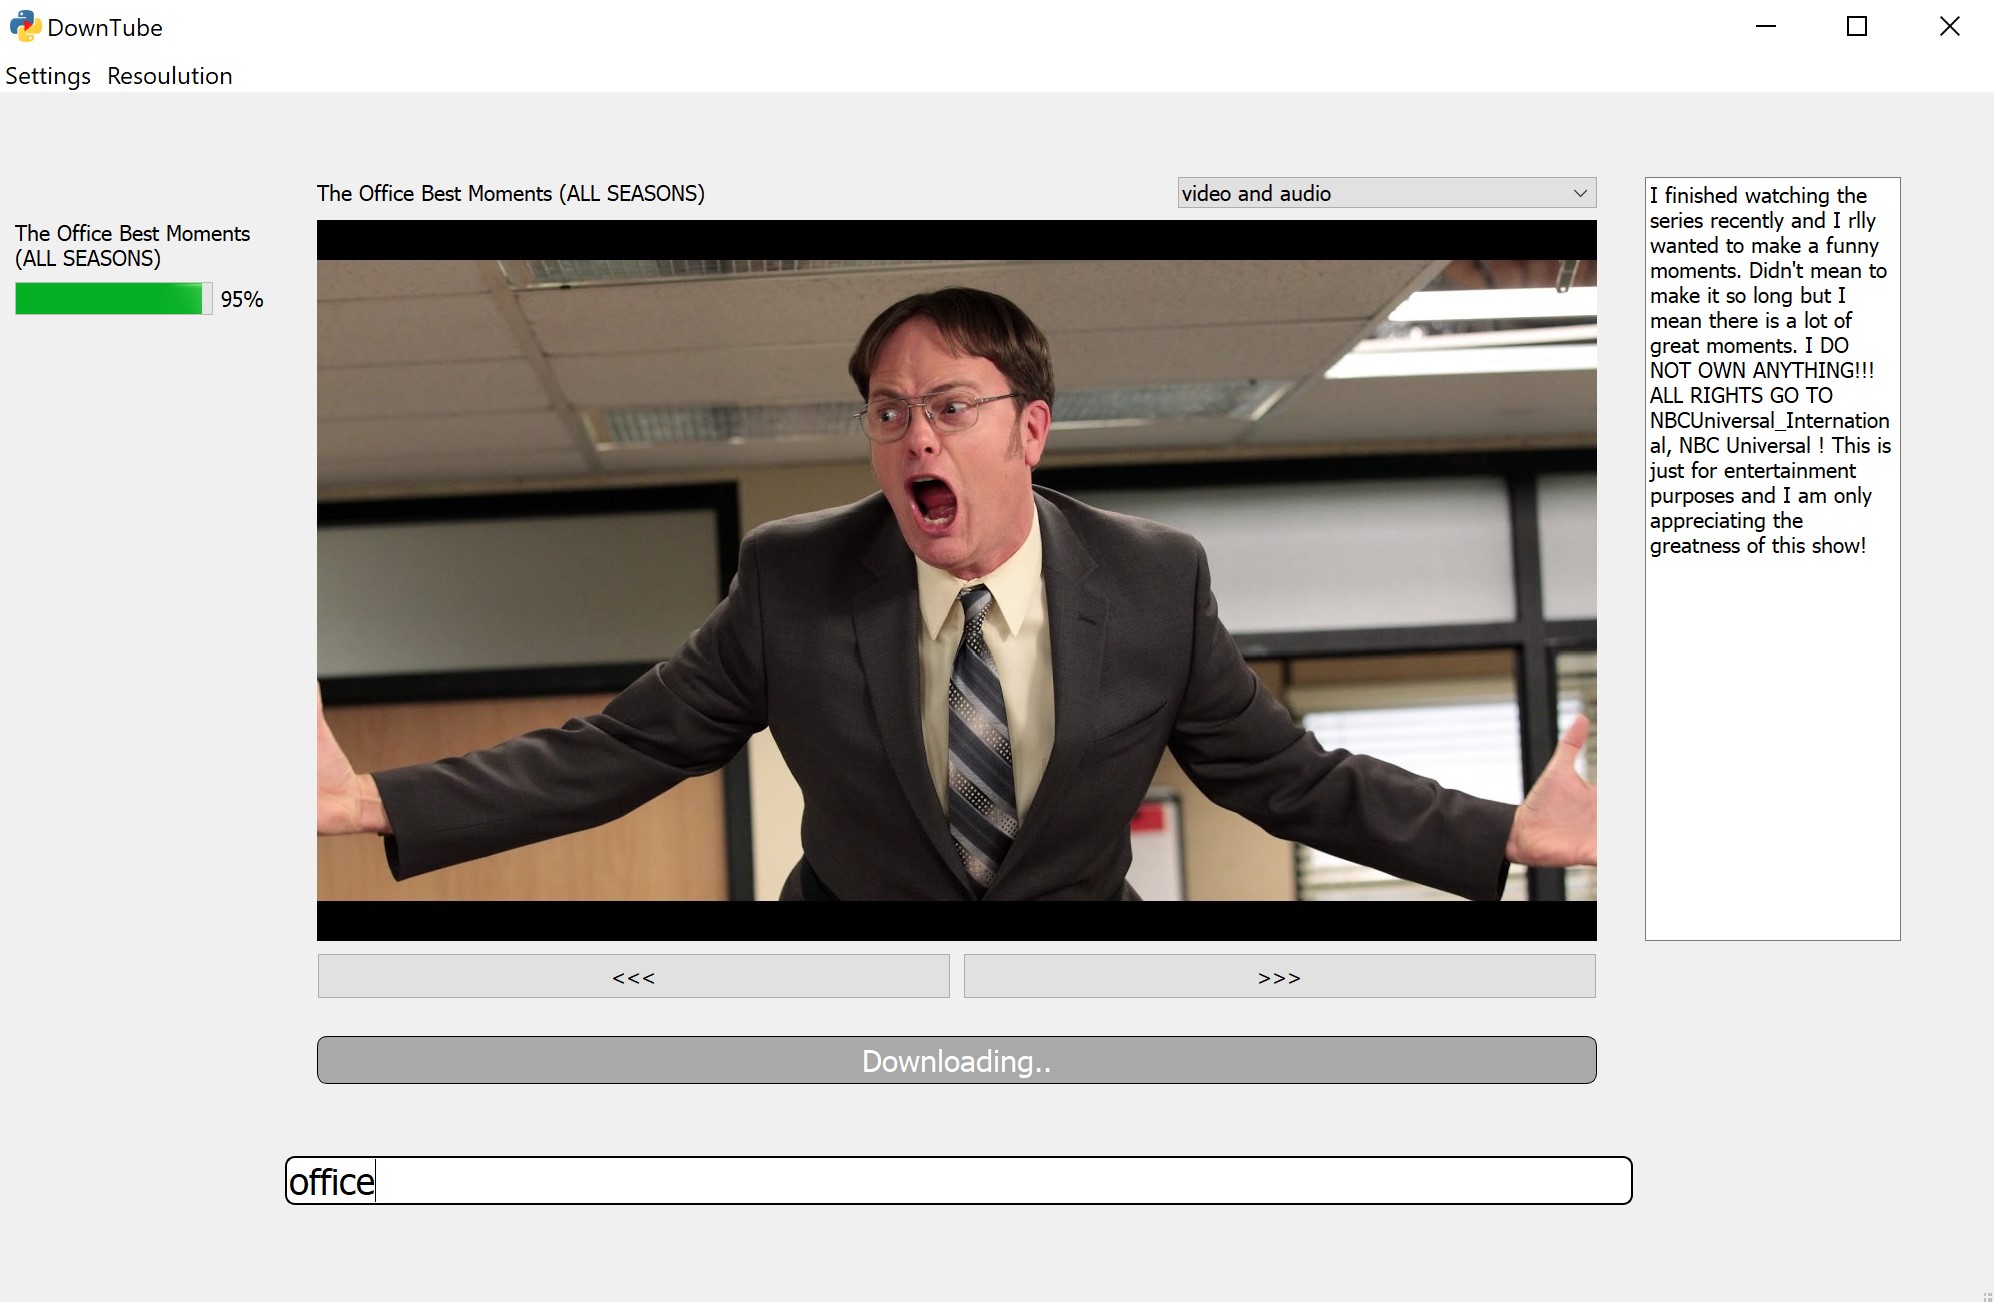 DownTube
Settings Resoulution
The Office Best Moments
(ALL SEASONS)
95%
The Office Best Moments (ALL SEASONS)
video and audio
<<<
>>>
Downloading..
office
I finished watching the
series recently and I rlly
wanted to make a funny
moments. Didn't mean to
make it so long but I
mean there is a lot of
great moments. I DO
NOT OWN ANYTHING!!!
ALL RIGHTS GO TO
NBCUniversal_Internation
al, NBC Universal ! This is
just for entertainment
purposes and I am only
appreciating the
greatness of this show!